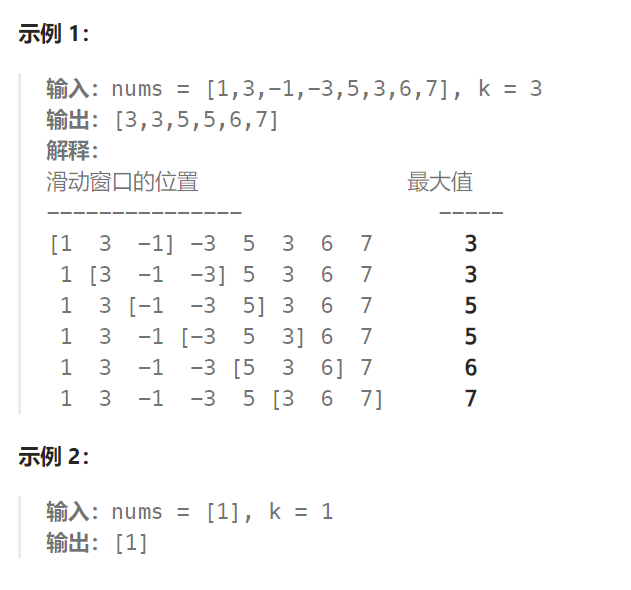 示例 1：
输入：nums = [1,3,-1,-3,5,3,6,7], k = 3
输出：[3,3,5,5,6,7]
解释：
滑动窗口的位置                最大值
---------------               -----
[1  3  -1] -3  5  3  6  7       3
 1 [3  -1  -3] 5  3  6  7       3
 1  3 [-1  -3  5] 3  6  7       5
 1  3  -1 [-3  5  3] 6  7       5
 1  3  -1  -3 [5  3  6] 7       6
 1  3  -1  -3  5 [3  6  7]      7
示例 2：
输入：nums = [1], k = 1
输出：[1]